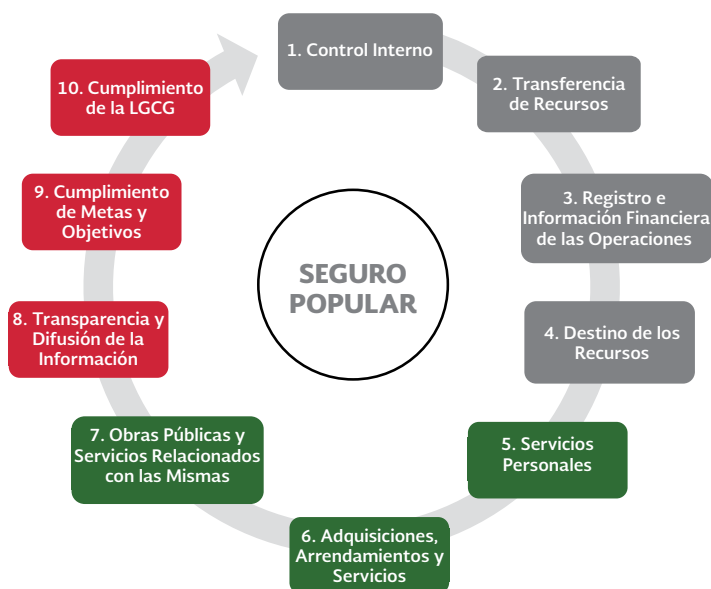 1. Control Interno
2. Transferencia
de Recursos
3. Registro e
Información Financiera
de las Operaciones
4. Destino de los
Recursos
5. Servicios
Personales
6. Adquisiciones,
Arrendamientos y
Servicios
7. Obras Públicas y
Servicios Relacionados
con las Mismas
8. Transparencia y
Difusión de la
Información
9. Cumplimiento
de Metas y
Objetivos
10. Cumplimiento
de la LGCG
SEGURO
POPULAR